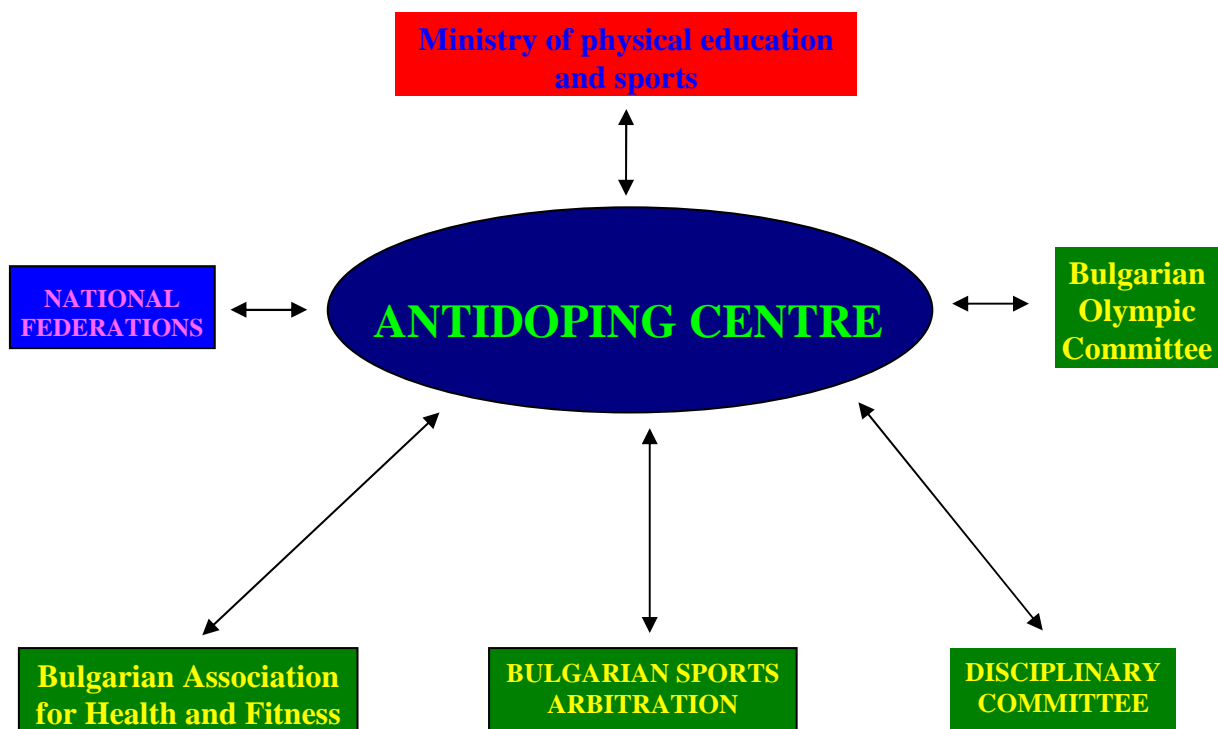 Ministry of physical education
and sports
NATIONAL
FEDERATIONS
ANTIDOPING CENTRE
Bulgarian
Olympic
Committee
Bulgarian Association
for Health and Fitness
BULGARIAN SPORTS
ARBITRATION
DISCIPLINARY
COMMITTEE